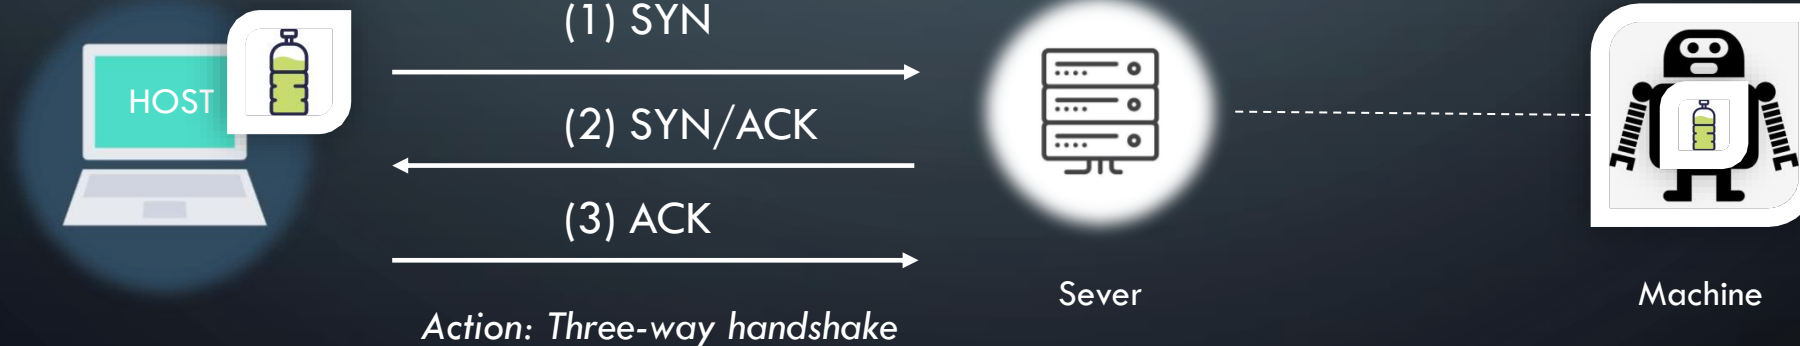 (1) SYN
HOST
(2) SYN/ACK
(3) ACK
Sever
Machine
Action: Three-way handshake